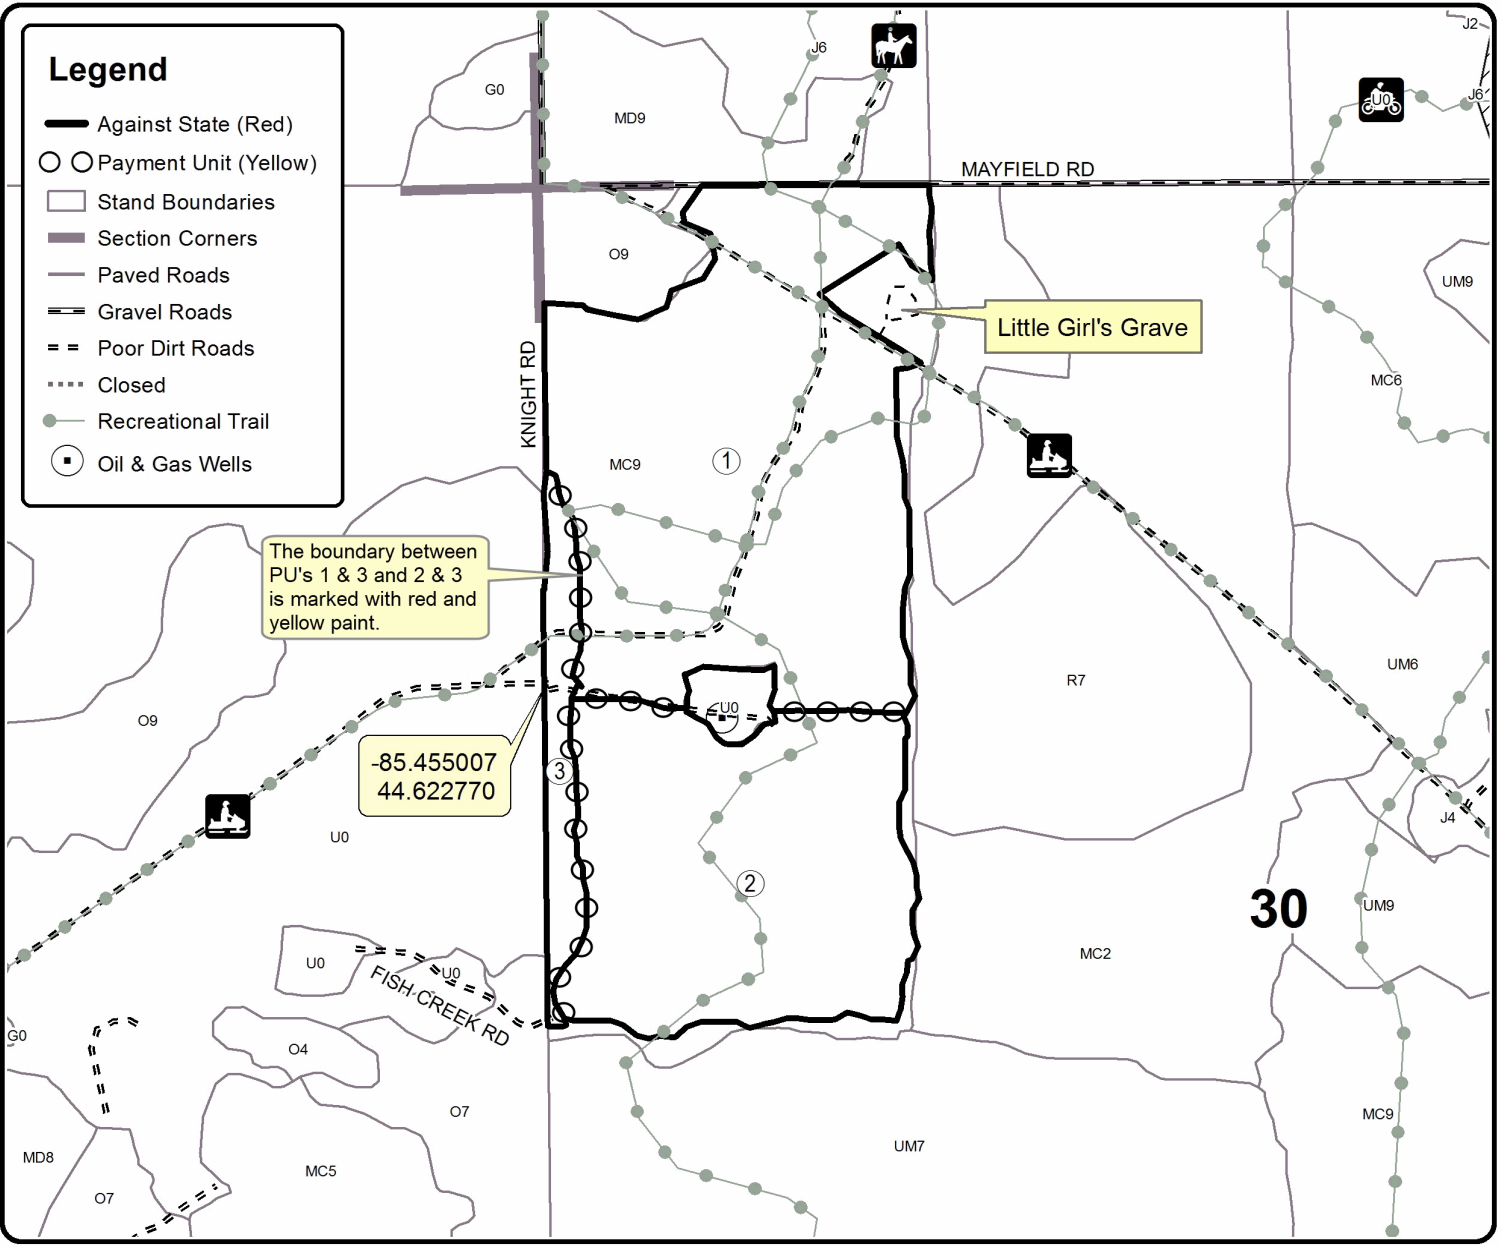 Legend
Against State (Red)
Payment Unit (Yellow)
Stand Boundaries
Section Corners
Paved Roads
Gravel Roads
Poor Dirt Roads
Closed
Recreational Trail
Oil & Gas Wells
G0
MD9
J6
J2
J6
U0
MAYFIELD RD
O9
UM9
Little Girl's Grave
KNIGHT RD
MC6
MC9
1
The boundary between
PU's 1 & 3 and 2 & 3
is marked with red and
yellow paint.
UM6
R7
O9
U0
-85.455007
44.622770
3
J4
U0
2
30
UM9
MC2
U0
U0
FISH CREEK RD
G0
O4
O7
MC9
UM7
MD8
MC5
O7